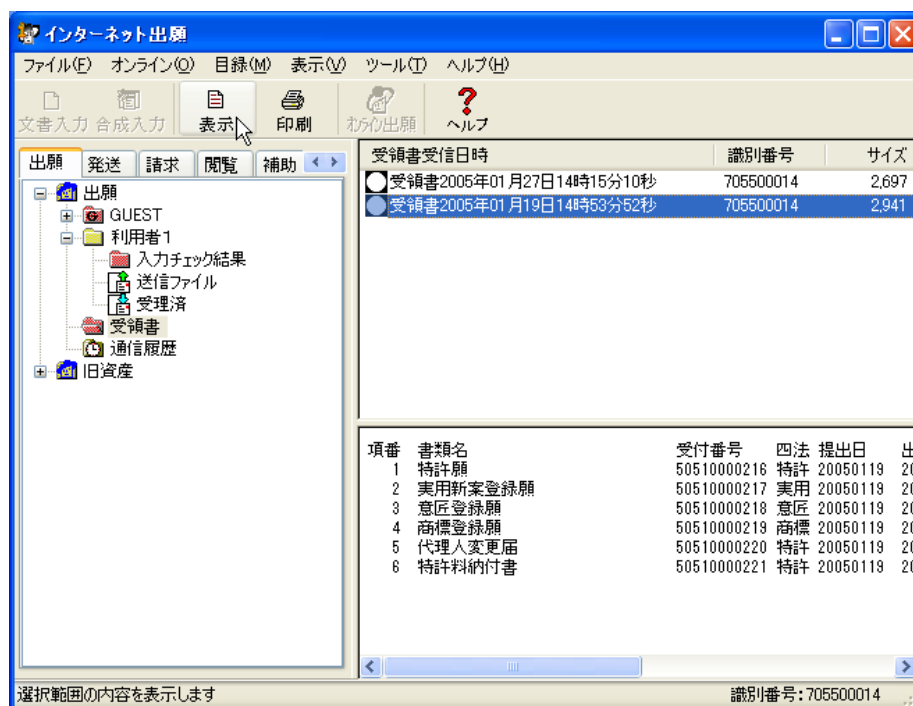 インターネット出願
ファイル(F) オンライン(O) 目録(M) 表示(V) ツール(T) ヘルプ(H)
文書入力 合成入力 表示 印刷 オンライン出願 ヘルプ
出願 発送 請求 閲覧 補助
出願
GUEST
利用者1
入力チェック結果
送信ファイル
受理済
受領書
通信履歴
旧資産
受領書受信日時 識別番号 サイズ
受領書2005年01月27日14時15分10秒 705500014 2,697
受領書2005年01月19日14時53分52秒 705500014 2,941
項番 書類名 受付番号 四法 提出日 出
1 特許願 50510000216 特許 20050119 20
2 実用新案登録願 50510000217 実用 20050119 20
3 意匠登録願 50510000218 意匠 20050119 20
4 商標登録願 50510000219 商標 20050119 20
5 代理人変更届 50510000220 特許 20050119 20
6 特許料納付書 50510000221 特許 20050119 20
選択範囲の内容を表示します 識別番号:705500014